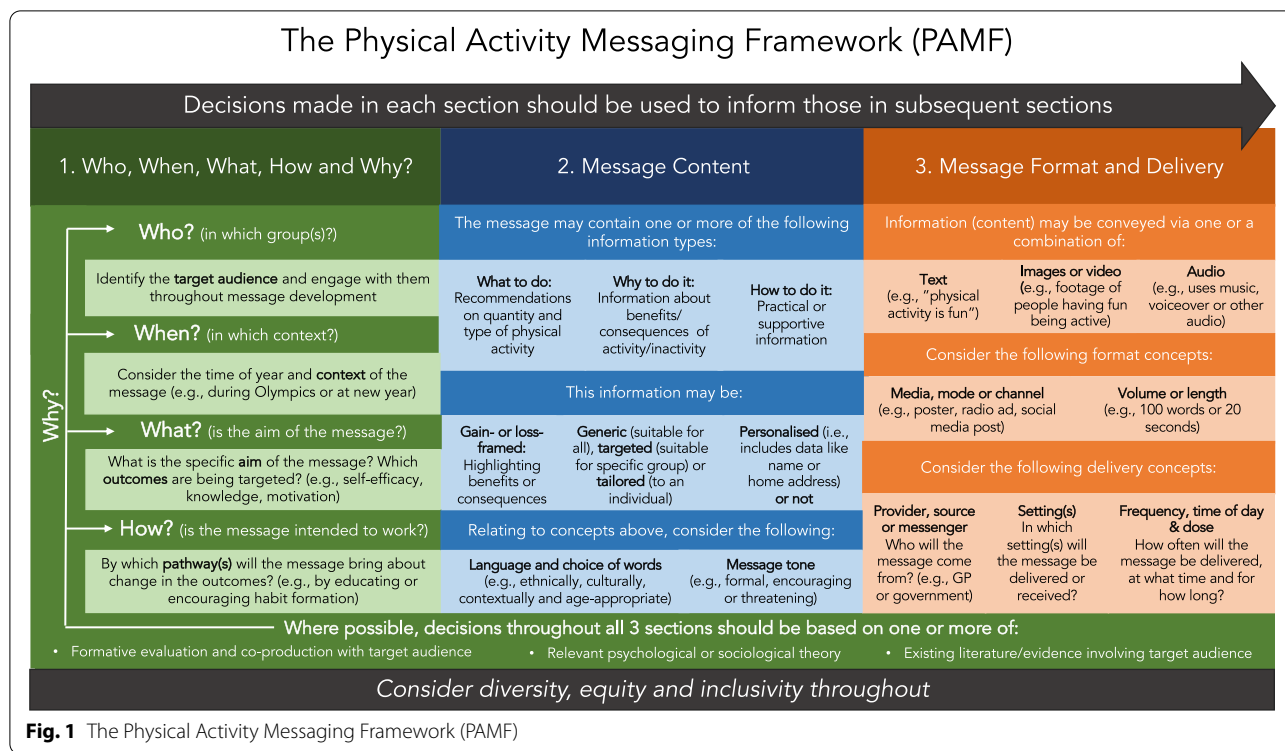 The Physical Activity Messaging Framework (PAMF)
Decisions made in each section should be used to inform those in subsequent sections
1. Who, When, What, How and Why?
Why?
Who? (in which group(s)?)
Identify the target audience and engage with them
throughout message development
When? (in which context?)
Consider the time of year and context of the
message (e.g., during Olympics or at new year)
What? (is the aim of the message?)
What is the specific aim of the message? Which
outcomes are being targeted? (e.g., self-efficacy,
knowledge, motivation)
How? (is the message intended to work?)
By which pathway(s) will the message bring about
change in the outcomes? (e.g., by educating or
encouraging habit formation)
2. Message Content
The message may contain one or more of the following
information types:
What to do:
Recommendations
on quantity and
type of physical
activity
Why to do it:
Information about
benefits/
consequences of
activity/inactivity
How to do it:
Practical or
supportive
information
This information may be:
Gain- or loss-
framed:
Highlighting
benefits or
consequences
Generic (suitable for
all), targeted (suitable
for specific group) or
tailored (to an
individual)
Personalised (i.e.,
includes data like
name or
home address)
or not
Relating to concepts above, consider the following:
Language and choice of words
(e.g., ethnically, culturally,
contextually and age-appropriate)
Message tone
(e.g., formal, encouraging
or threatening)
3. Message Format and Delivery
Information (content) may be conveyed via one or a
combination of:
Text
(e.g., ”physical
activity is fun”)
Images or video
(e.g., footage of
people having fun
being active)
Audio
(e.g., uses music,
voiceover or other
audio)
Consider the following format concepts:
Media, mode or channel
(e.g., poster, radio ad, social
media post)
Volume or length
(e.g., 100 words or 20
seconds)
Consider the following delivery concepts:
Provider, source
or messenger
Who will the
message come
from? (e.g., GP
or government)
Setting(s)
In which
setting(s) will
the message be
delivered or
received?
Frequency, time of day
& dose
How often will the
message be delivered,
at what time and for
how long?
Where possible, decisions throughout all 3 sections should be based on one or more of:
• Formative evaluation and co-production with target audience
• Relevant psychological or sociological theory
• Existing literature/evidence involving target audience
Consider diversity, equity and inclusivity throughout
Fig. 1 The Physical Activity Messaging Framework (PAMF)